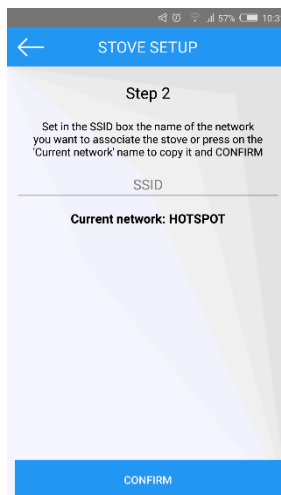 57% 10:3
STOVE SETUP
Step 2
Set in the SSID box the name of the network
you want to associate the stove or press on the
'Current network' name to copy it and CONFIRM
SSID
Current network: HOTSPOT
CONFIRM